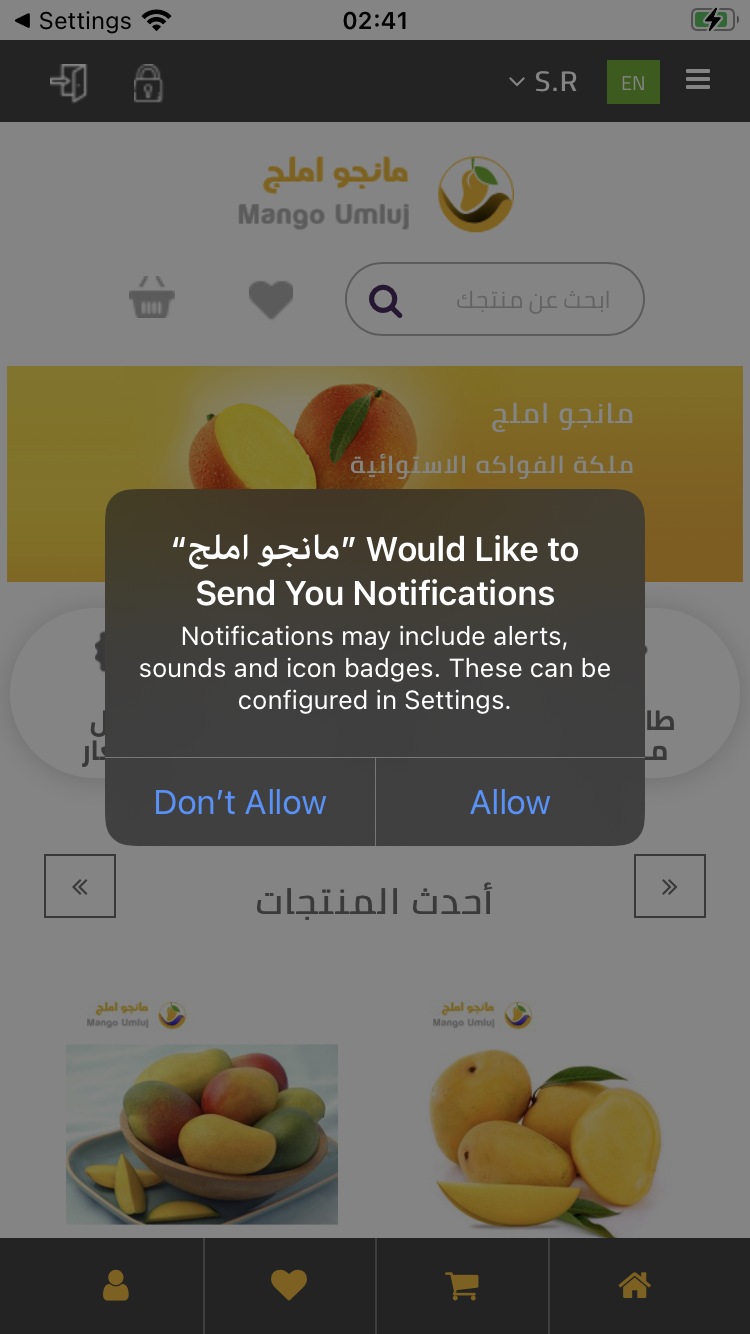 Settings
02:41
S.R
EN
مانجو املج
Mango Umluj
ابحث عن منتجك
مانجو املج
ملكة الفواكه الاستوائية
“مانجو املج” Would Like to
Send You Notifications
Notifications may include alerts,
sounds and icon badges. These can be
configured in Settings.
Don’t Allow
Allow
أحدث المنتجات
مانجو املج
Mango Umluj
مانجو املج
Mango Umluj